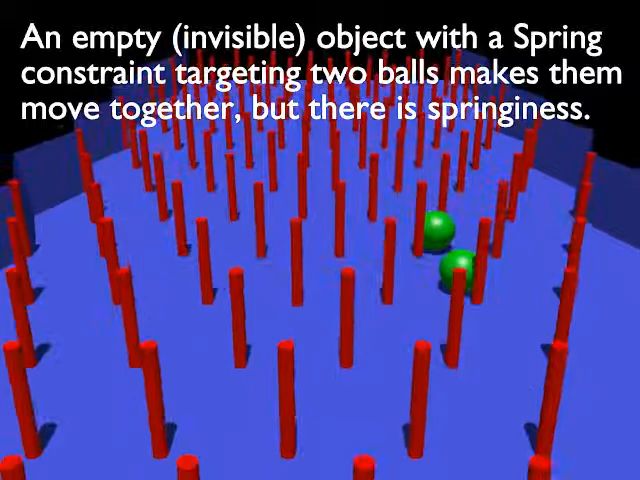 An empty (invisible) object with a Spring
constraint targeting two balls makes them
move together, but there is springiness.